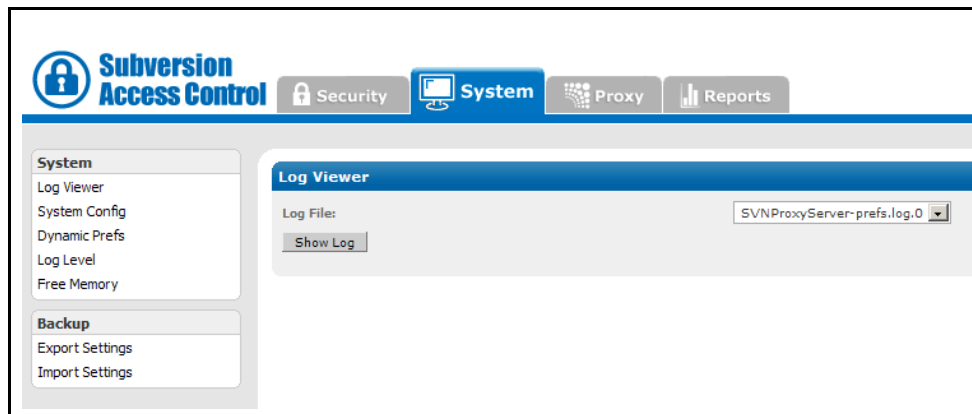 Subversion
Access Control
Security
System
Proxy
Reports
System
Log Viewer
System Config
Dynamic Prefs
Log Level
Free Memory
Backup
Export Settings
Import Settings
Log Viewer
Log File:
SVNProxyServer-prefs.log.0
Show Log